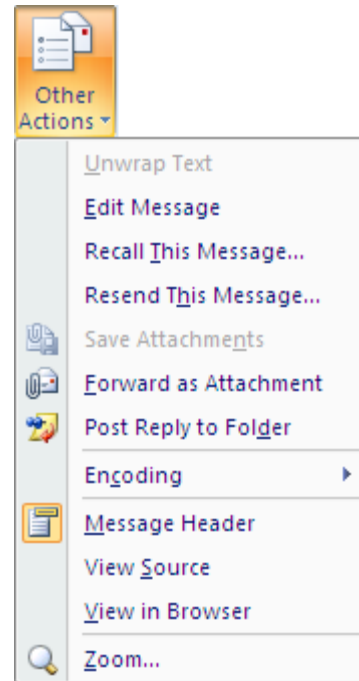 Other
Actions
Unwrap Text
Edit Message
Recall This Message...
Resend This Message...
Save Attachments
Forward as Attachment
Post Reply to Folder
Encoding
Message Header
View Source
View in Browser
Zoom...